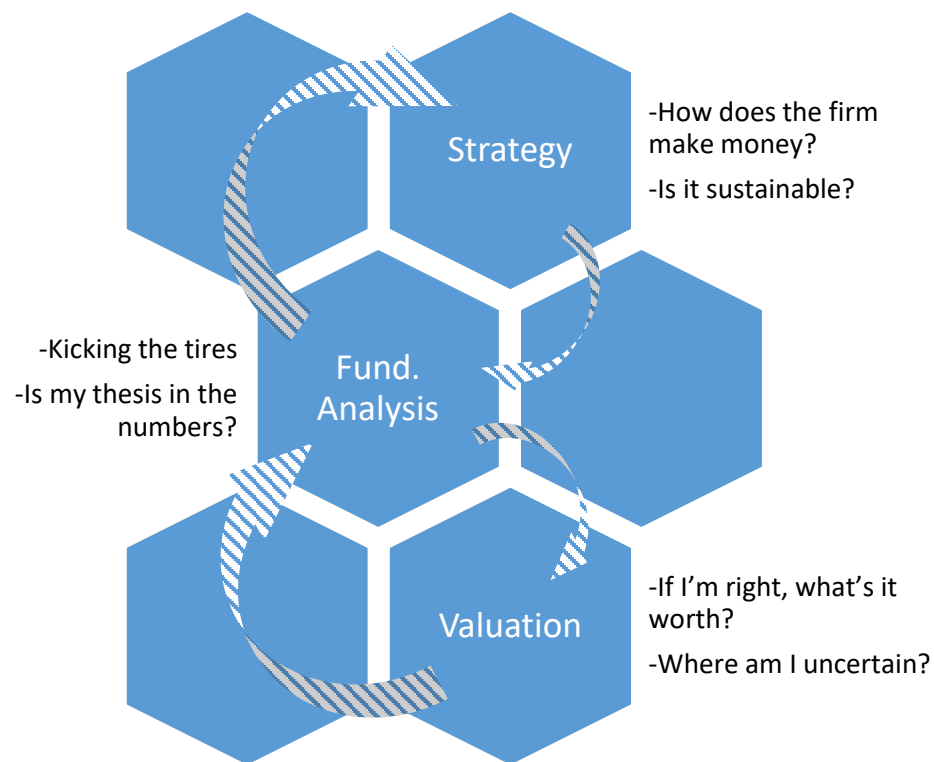 Strategy
-How does the firm
make money?
-Is it sustainable?
-Kicking the tires
-Is my thesis in the
numbers?
Fund.
Analysis
Valuation
-If I’m right, what’s it
worth?
-Where am I uncertain?